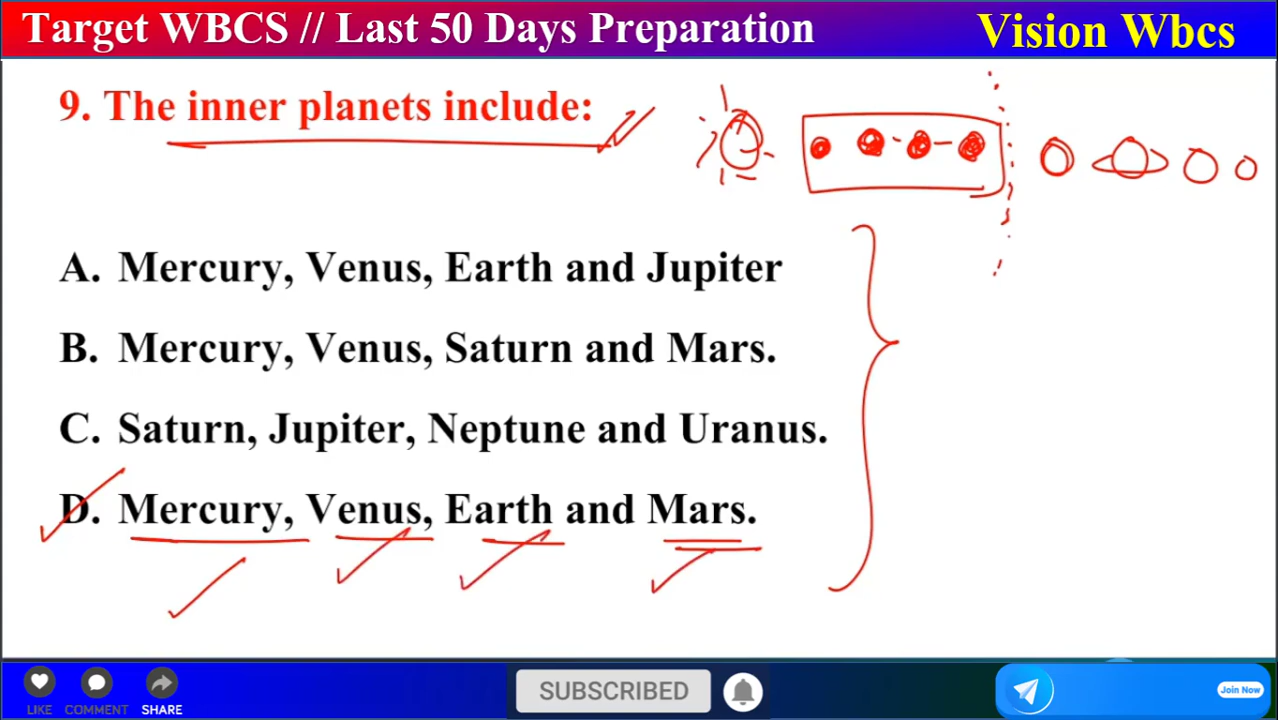 Target WBCS // Last 50 Days Preparation
Vision Wbcs
9. The inner planets include:
A. Mercury, Venus, Earth and Jupiter
B. Mercury, Venus, Saturn and Mars.
C. Saturn, Jupiter, Neptune and Uranus.
D. Mercury, Venus, Earth and Mars.
LIKE COMMENT SHARE
SUBSCRIBED
Join Now